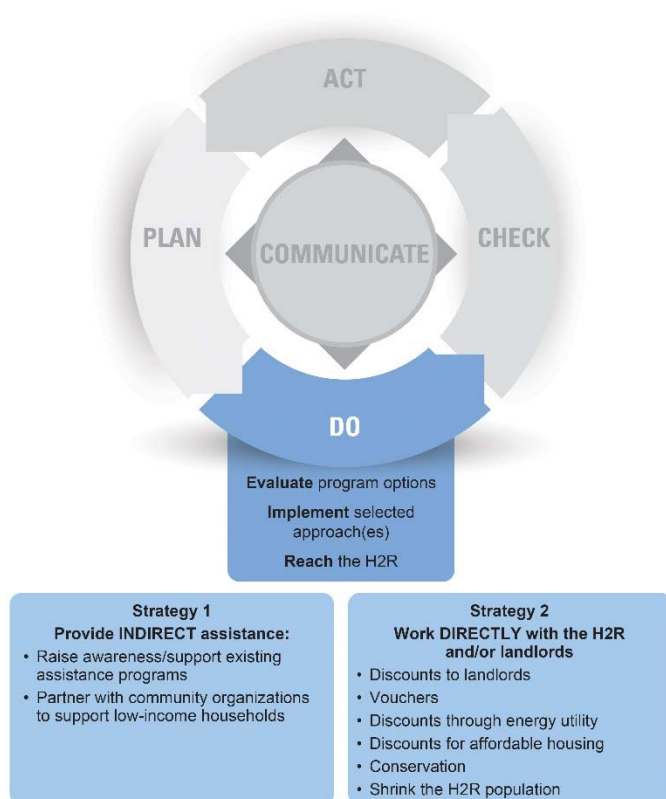 ACT
PLAN
COMMUNICATE
CHECK
DO
Evaluate program options
Implement selected
approach(es)
Reach the H2R
Strategy 1
Provide INDIRECT assistance:
• Raise awareness/support existing
assistance programs
• Partner with community organizations
to support low-income households
Strategy 2
Work DIRECTLY with the H2R
and/or landlords
• Discounts to landlords
• Vouchers
• Discounts through energy utility
• Discounts for affordable housing
• Conservation
• Shrink the H2R population